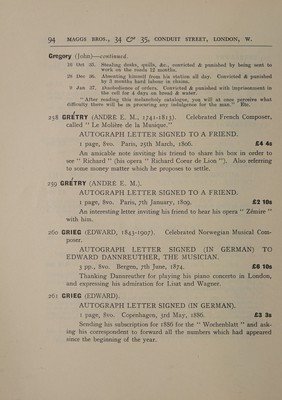 94 MAGGS BROS., 34 & 35, CONDUIT STREET, LONDON, W.
Gregory (John)—continued.
10 Oct 35. Stealing desks, quills, &c., convicted & punished by being sent to
work on the roads 12 months.
28 Dec 36. Absenting himself from his station all day. Convicted & punished
by 3 months hard labour in chains.
9 Jan 37. Disobedience of orders. Convicted & punished with imprisonment in
the cell for 4 days on bread & water.
" After reading this melancholy catalogue, you will at once perceive what
difficulty there will be in procuring any indulgence for the man." Etc.
258 GRÉTRY (ANDRE E. M., 1741-1813). Celebrated French Composer,
called " Le Molière de la Musique."
AUTOGRAPH LETTER SIGNED TO A FRIEND.
1 page, 8vo. Paris, 25th March, 1806. £4 4s
An amicable note inviting his friend to share his box in order to
see " Richard " (his opera " Richard Coeur de Lion "). Also referring
to some money matter which he proposes to settle.
259 GRÉTRY (ANDRE E. M.).
AUTOGRAPH LETTER SIGNED TO A FRIEND.
1 page, 8vo. Paris, 7th January, 1809. £2 10s
An interesting letter inviting his friend to hear his opera " Zémire "
with him.
260 GRIEG (EDWARD, 1843-1907). Celebrated Norwegian Musical Com-
poser.
AUTOGRAPH LETTER SIGNED (IN GERMAN) TO
EDWARD DANNREUTHER, THE MUSICIAN.
3 pp., 8vo. Bergen, 7th June, 1874. £6 10s
Thanking Dannreuther for playing his piano concerto in London,
and expressing his admiration for Liszt and Wagner.
261 GRIEG (EDWARD).
AUTOGRAPH LETTER SIGNED (IN GERMAN).
1 page, 8vo. Copenhagen, 3rd May, 1886. £3 3s
Sending his subscription for 1886 for the " Wochenblatt " and ask-
ing his correspondent to forward all the numbers which had appeared
since the beginning of the year.